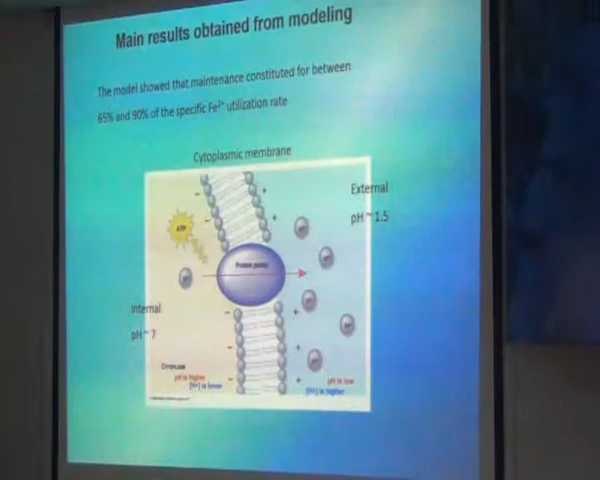 Main results obtained from modeling
The model showed that maintenance constituted for between
65% and 90% of the specific Fe²⁺ utilization rate
Cytoplasmic membrane
External
pH ~ 1.5
ATP
Proton pump
Internal
pH ~ 7
Cytoplasm
pH is higher
[H+] is lower
pH is low
[H+] is higher